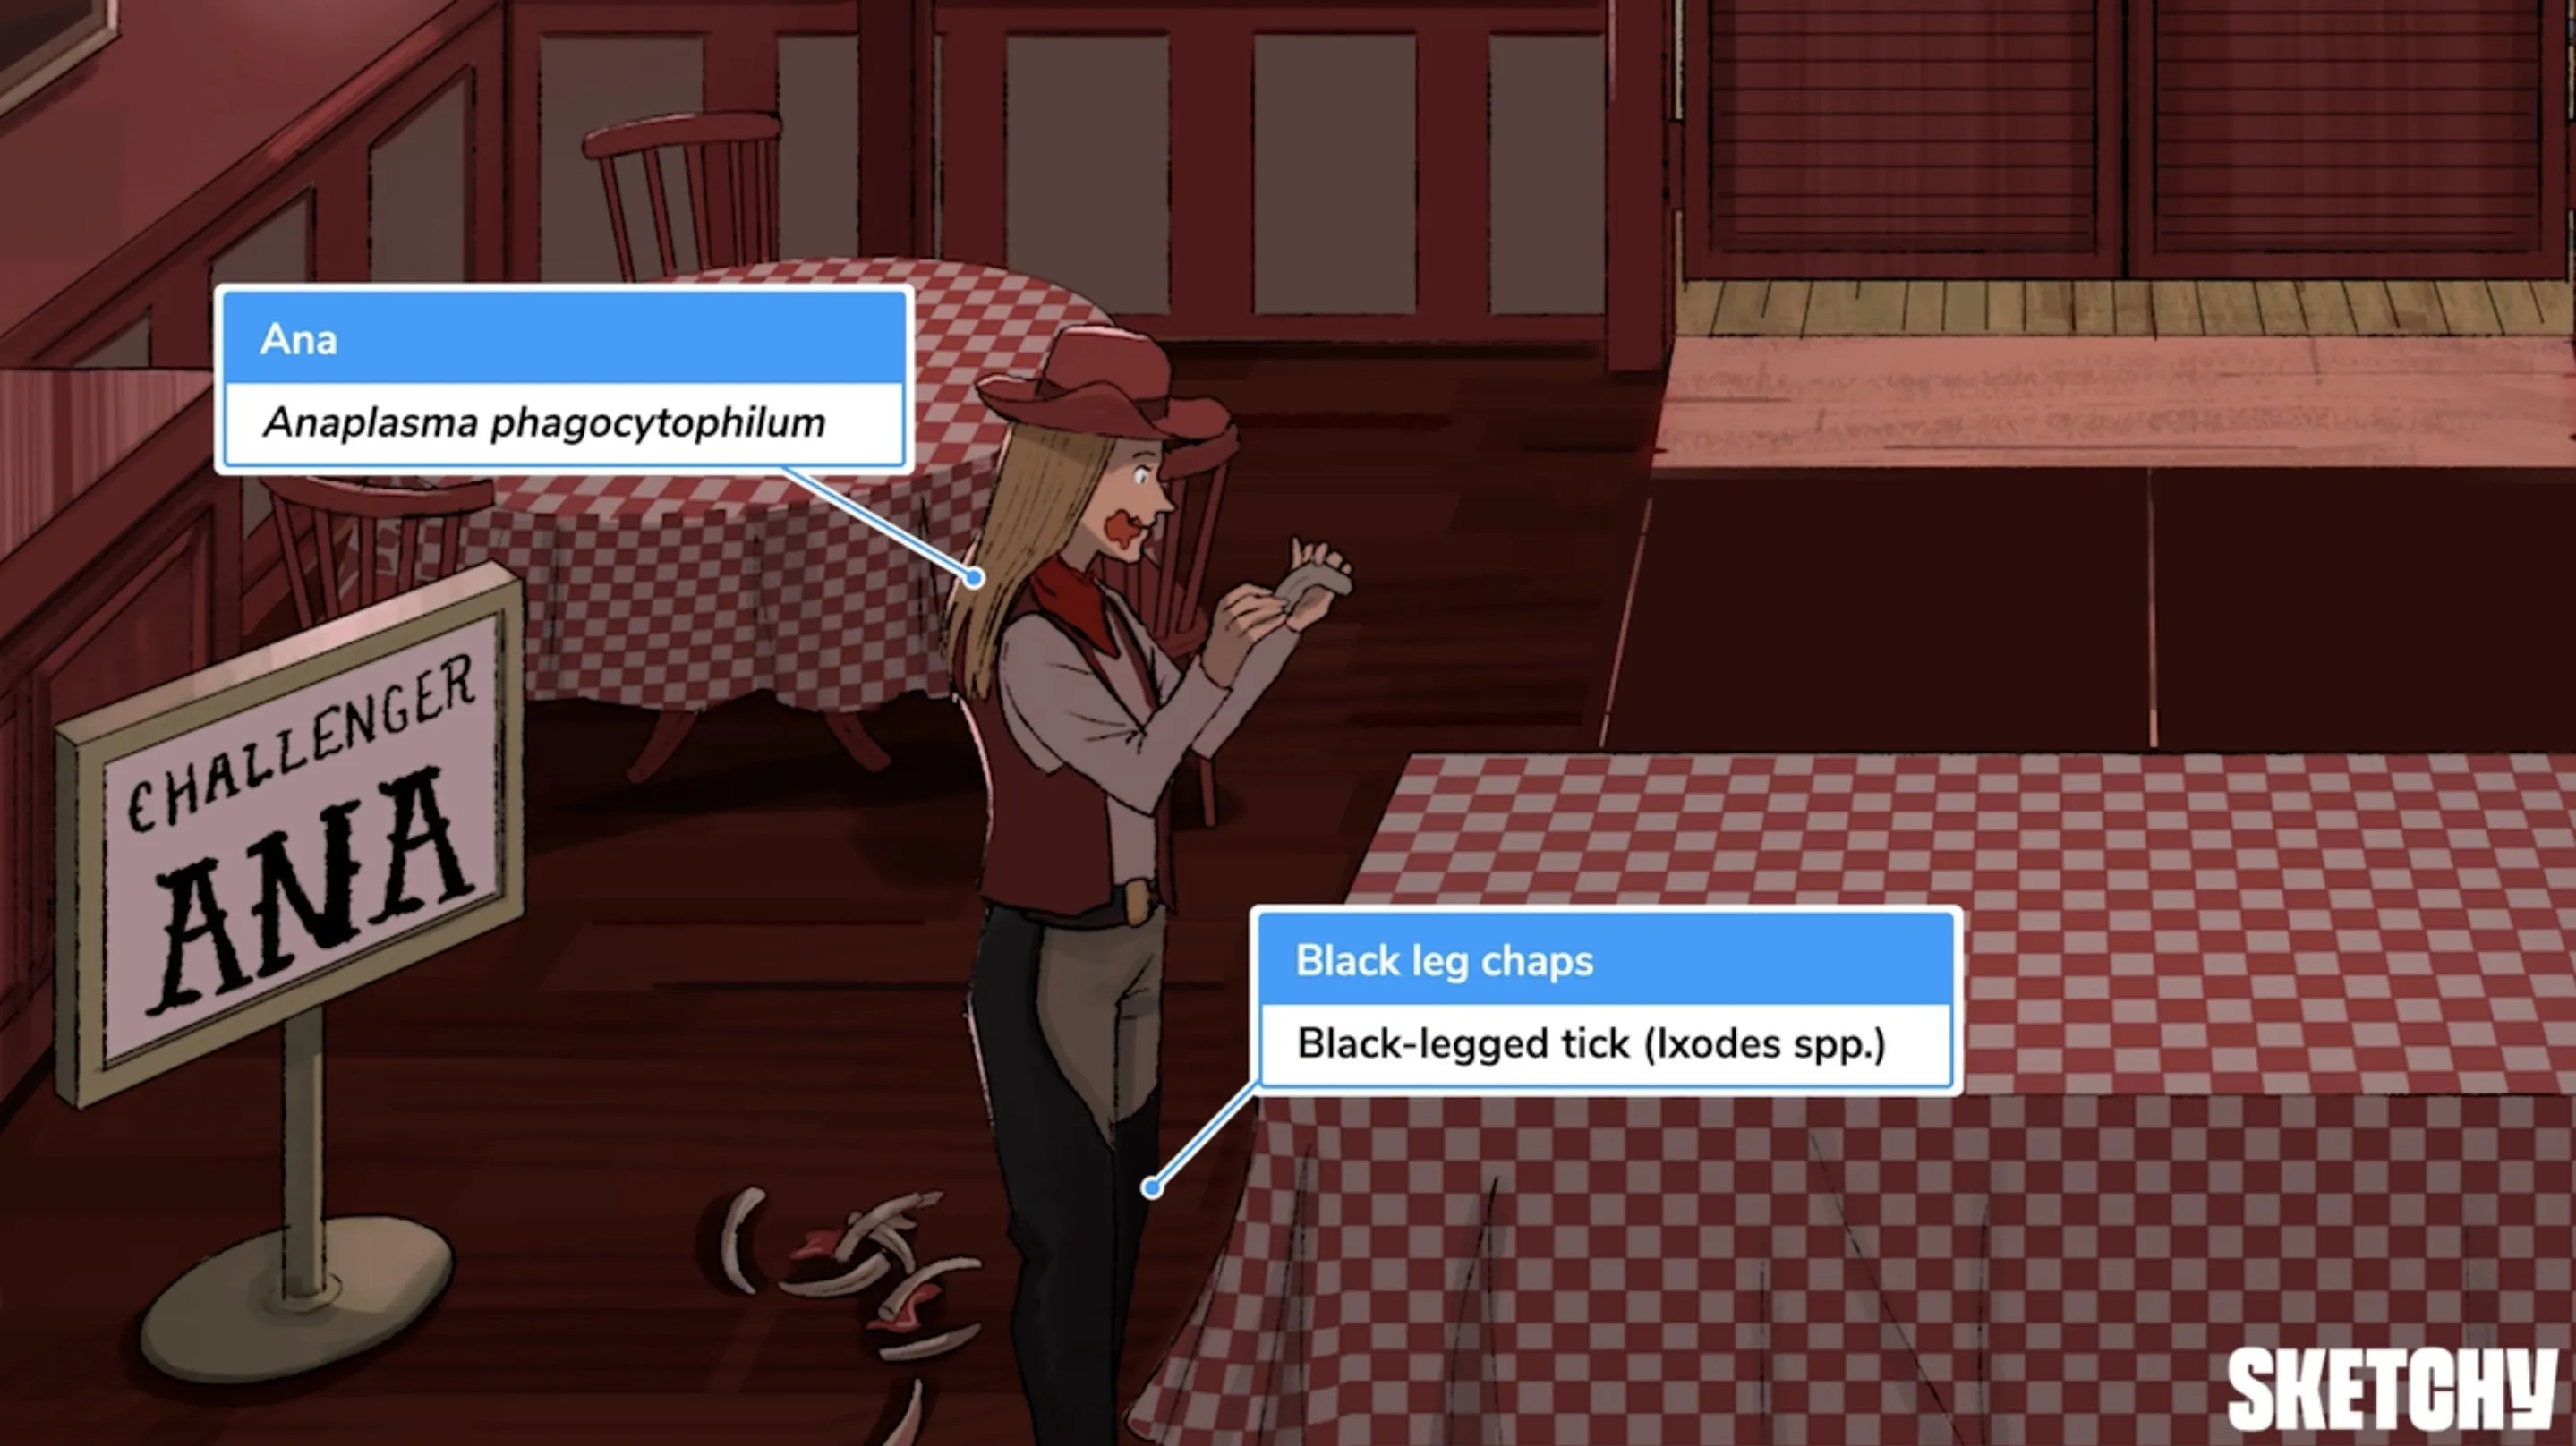 Ana
Anaplasma phagocytophilum
CHALLENGER
ANA
Black leg chaps
Black-legged tick (Ixodes spp.)
SKETCHY